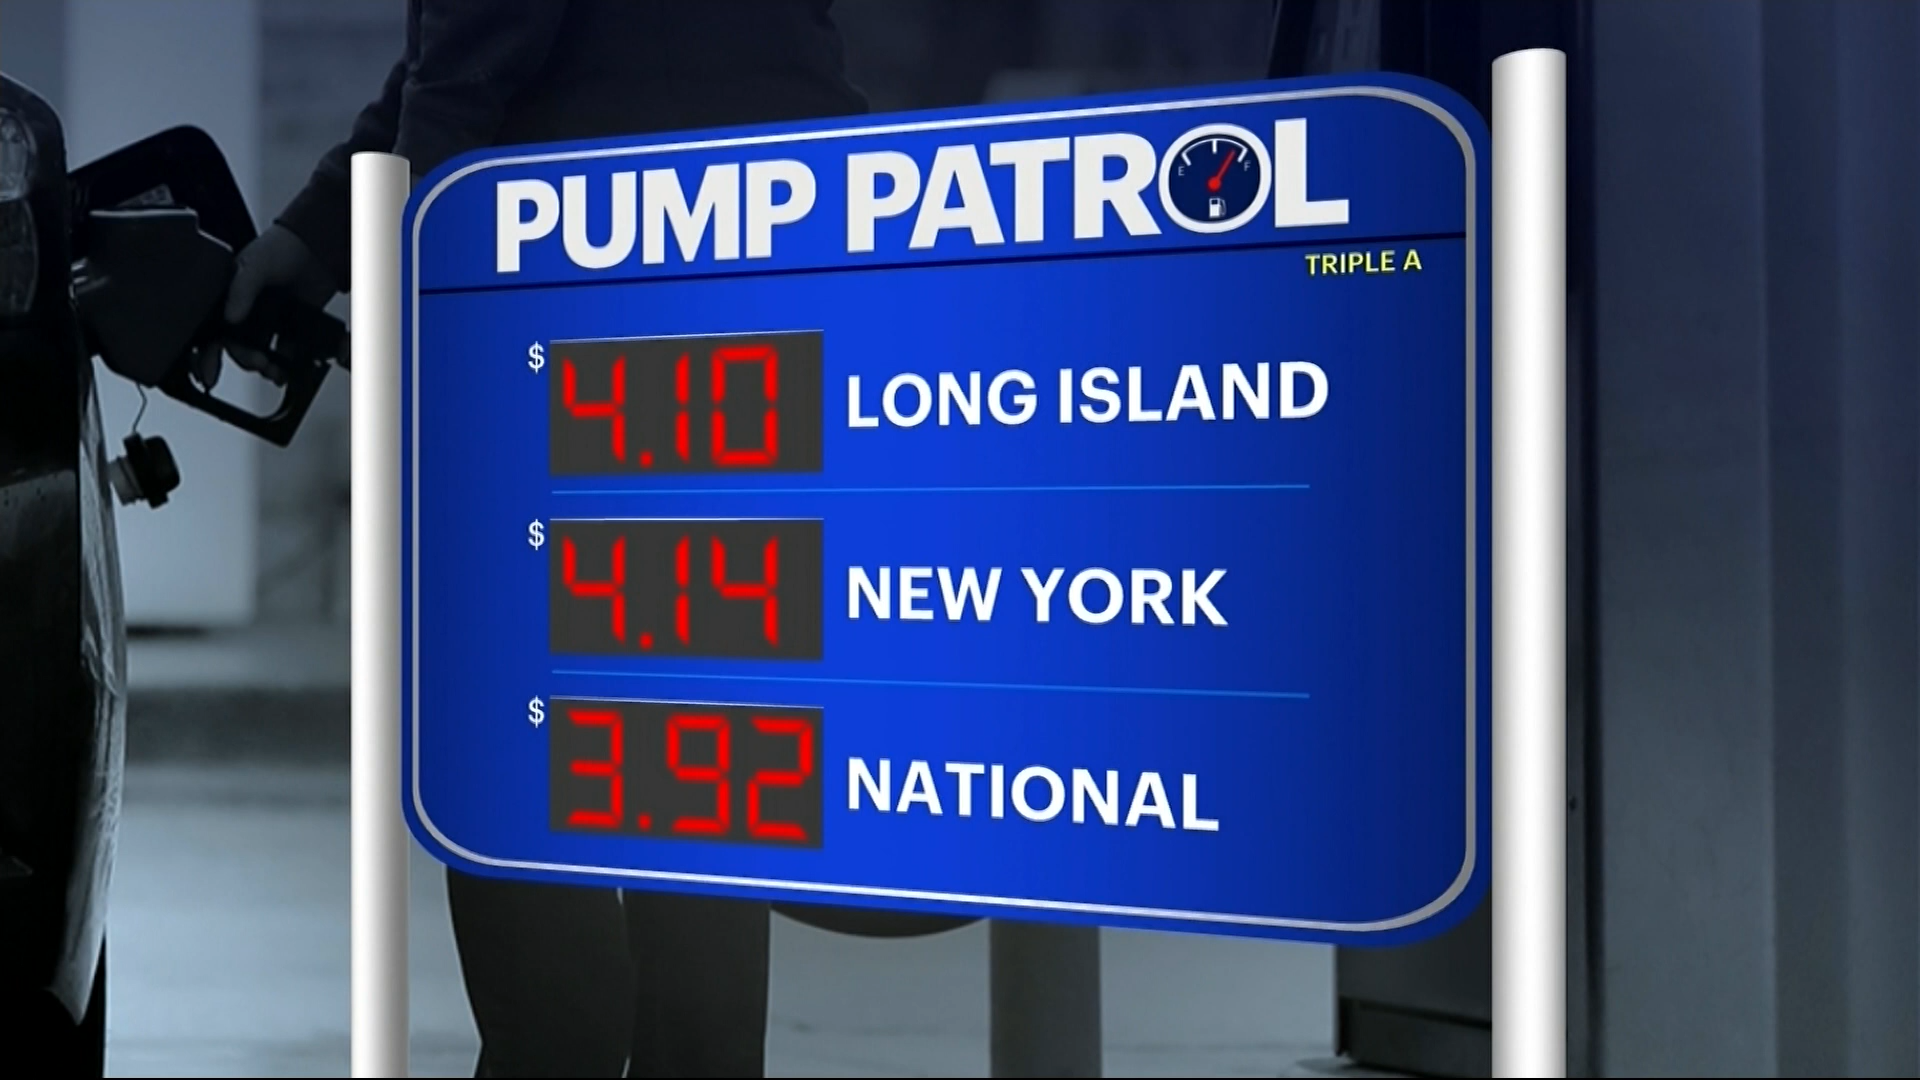 PUMP PATROL
TRIPLE A
$ 4.10 LONG ISLAND
$ 4.14 NEW YORK
$ 3.92 NATIONAL